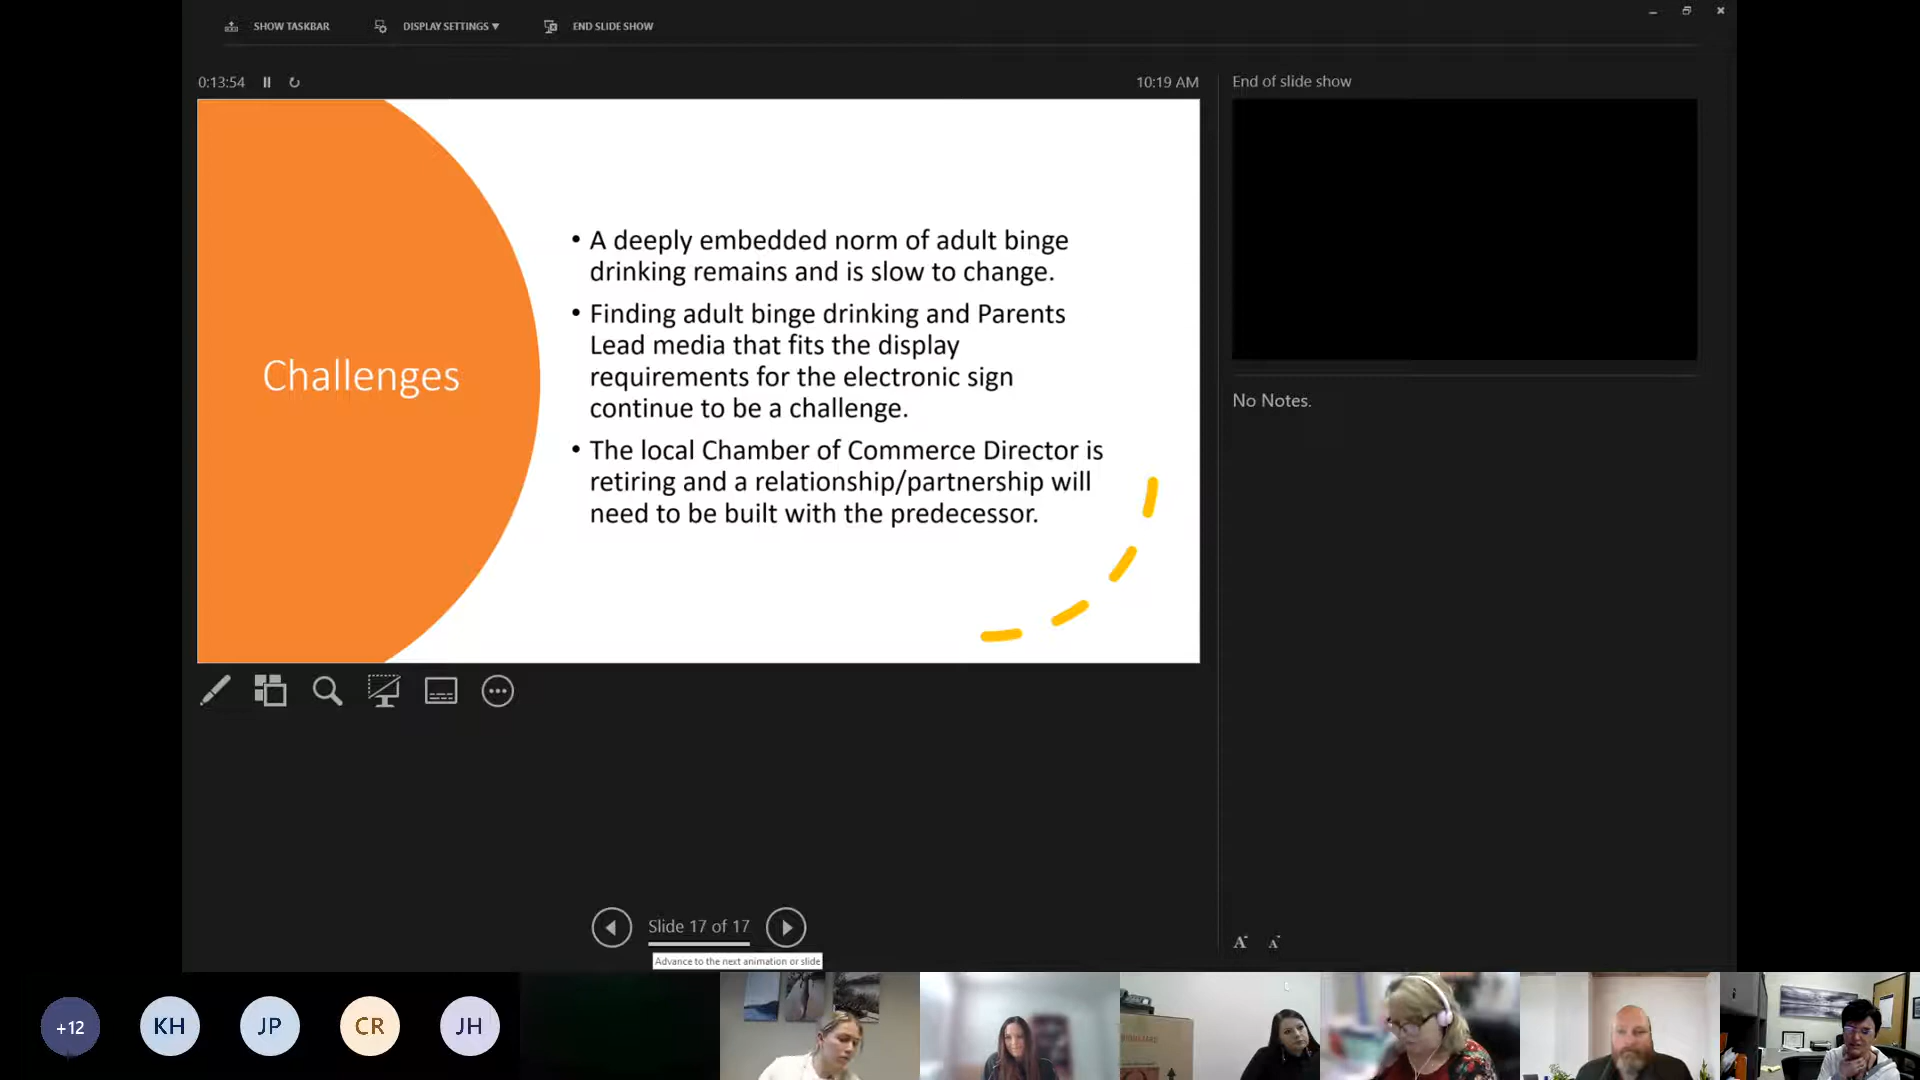 SHOW TASKBAR
DISPLAY SETTINGS ▾
END SLIDE SHOW
0:13:54
10:19 AM
End of slide show
Challenges
• A deeply embedded norm of adult binge
drinking remains and is slow to change.
• Finding adult binge drinking and Parents
Lead media that fits the display
requirements for the electronic sign
continue to be a challenge.
• The local Chamber of Commerce Director is
retiring and a relationship/partnership will
need to be built with the predecessor.
No Notes.
Slide 17 of 17
Advance to the next animation or slide
A A
+12
KH
JP
CR
JH